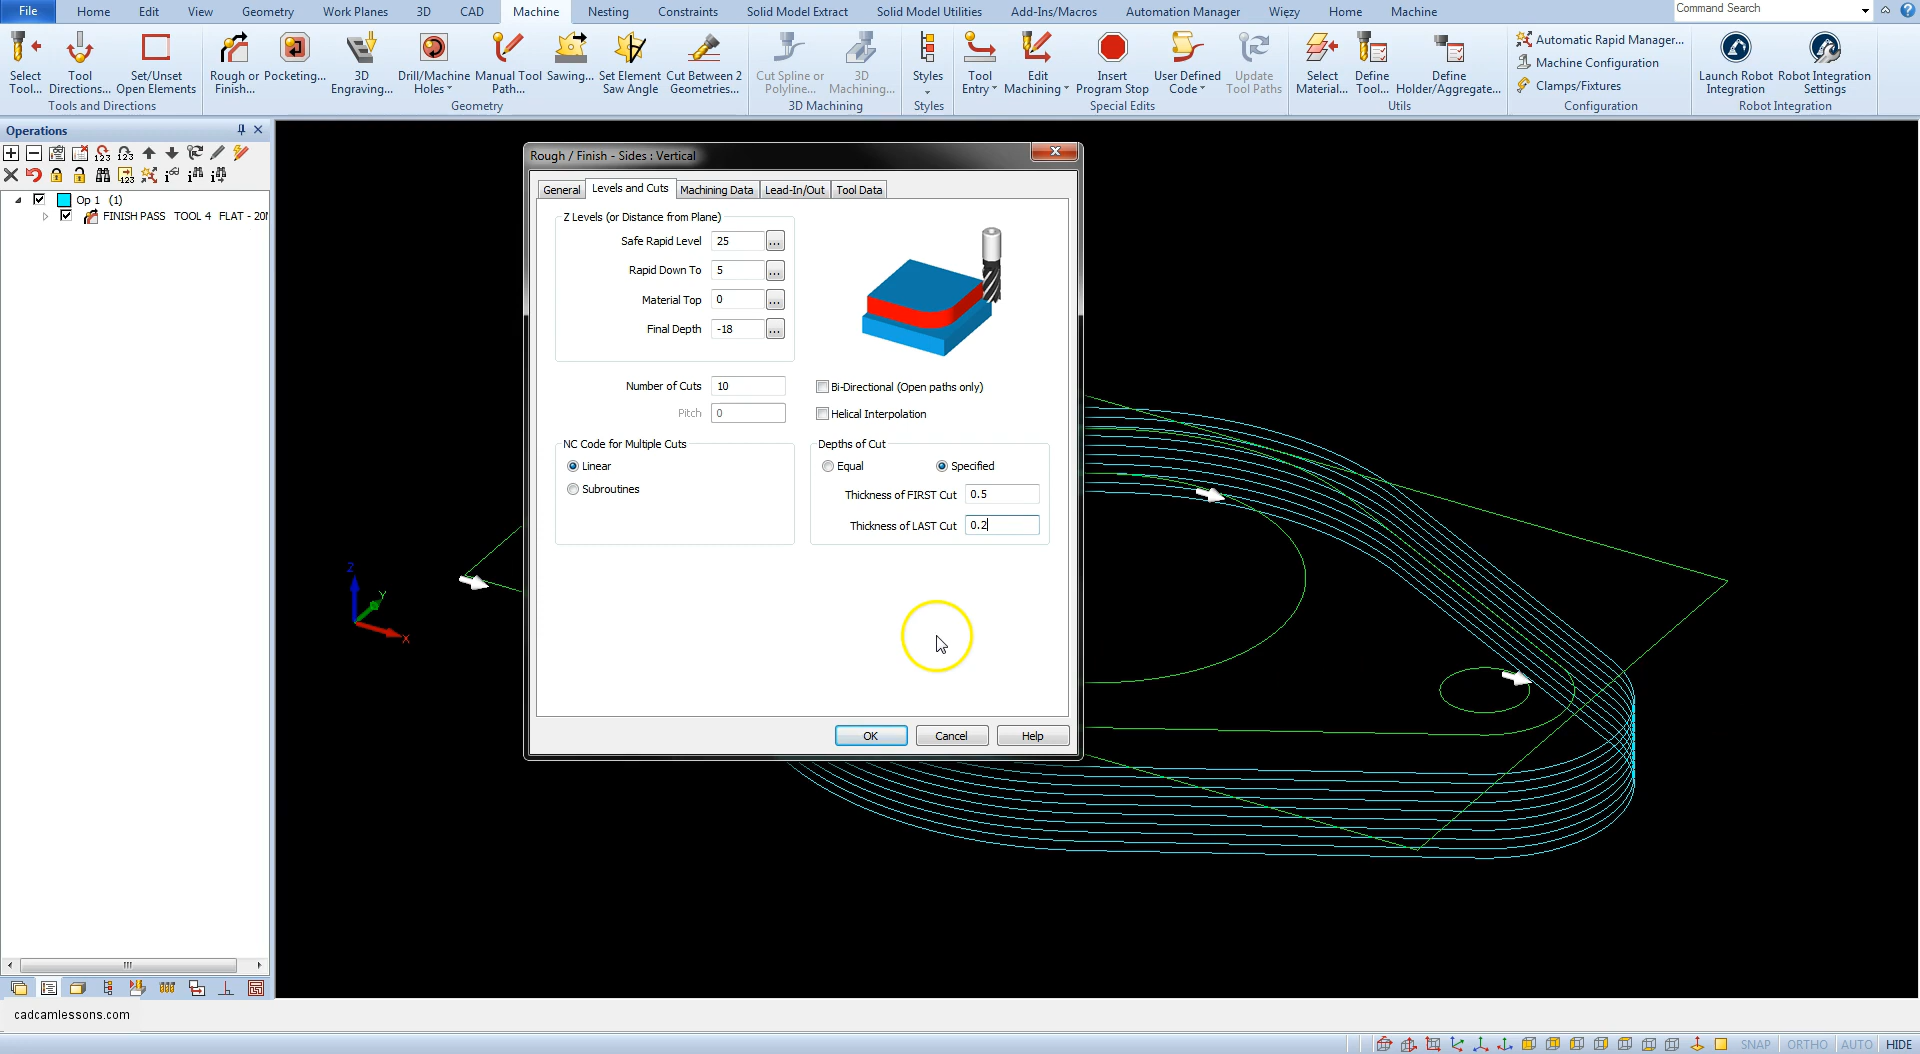 File Home Edit View Geometry Work Planes 3D CAD Machine Nesting Constraints Solid Model Extract Solid Model Utilities Add-Ins/Macros Automation Manager Więzy Home Machine Command Search
Select Tool...
Tool Directions...
Set/Unset Open Elements
Tools and Directions
Rough or Finish...
Pocketing...
3D Engraving...
Drill/Machine Holes
Manual Tool Path...
Sawing...
Set Element Saw Angle
Cut Between 2 Geometries...
Geometry
Cut Spline or Polyline...
3D Machining...
3D Machining
Styles
Styles
Tool Entry
Edit Machining
Insert Program Stop
User Defined Code
Update Tool Paths
Special Edits
Select Material...
Define Tool...
Define Holder/Aggregate...
Utils
Automatic Rapid Manager...
Machine Configuration
Clamps/Fixtures
Configuration
Launch Robot Integration
Robot Integration Settings
Robot Integration
Operations
Op 1 (1)
FINISH PASS TOOL 4 FLAT - 20
Rough / Finish - Sides : Vertical
General Levels and Cuts Machining Data Lead-In/Out Tool Data
Z Levels (or Distance from Plane)
Safe Rapid Level 25 ...
Rapid Down To 5 ...
Material Top 0 ...
Final Depth -18 ...
Number of Cuts 10
Pitch 0
Bi-Directional (Open paths only)
Helical Interpolation
NC Code for Multiple Cuts
Linear
Subroutines
Depths of Cut
Equal Specified
Thickness of FIRST Cut 0.5
Thickness of LAST Cut 0.2
OK Cancel Help
Z
Y
X
cadcamlessons.com
SNAP ORTHO AUTO HIDE